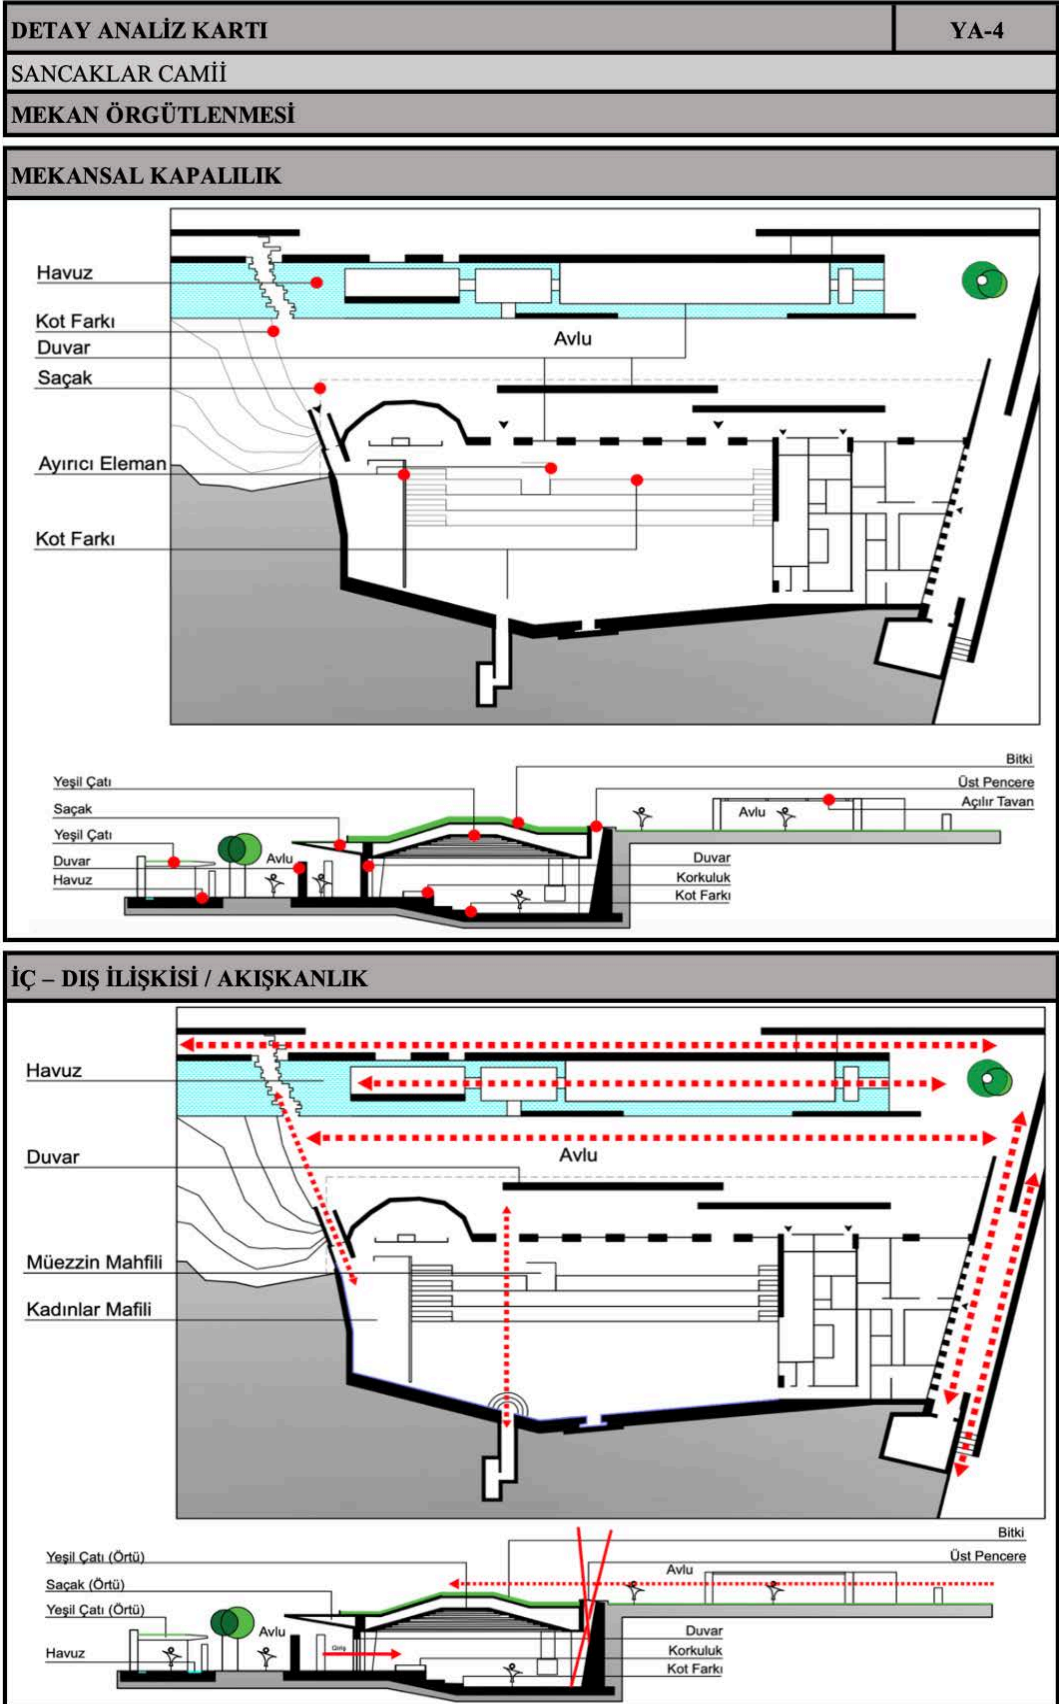 DETAY ANALİZ KARTI
YA-4
SANCAKLAR CAMİİ
MEKAN ÖRGÜTLENMESİ
MEKANSAL KAPALILIK
Havuz
Kot Farkı
Duvar
Avlu
Saçak
Ayırıcı Eleman
Kot Farkı
Bitki
Yeşil Çatı
Üst Pencere
Saçak
Açılır Tavan
Avlu
Yeşil Çatı
Avlu
Duvar
Duvar
Havuz
Korkuluk
Kot Farkı
İÇ – DIŞ İLİŞKİSİ / AKIŞKANLIK
Havuz
Duvar
Avlu
Müezzin Mahfili
Kadınlar Mafili
Bitki
Yeşil Çatı (Örtü)
Üst Pencere
Avlu
Saçak (Örtü)
Yeşil Çatı (Örtü)
Avlu
Duvar
Giriş
Havuz
Korkuluk
Kot Farkı